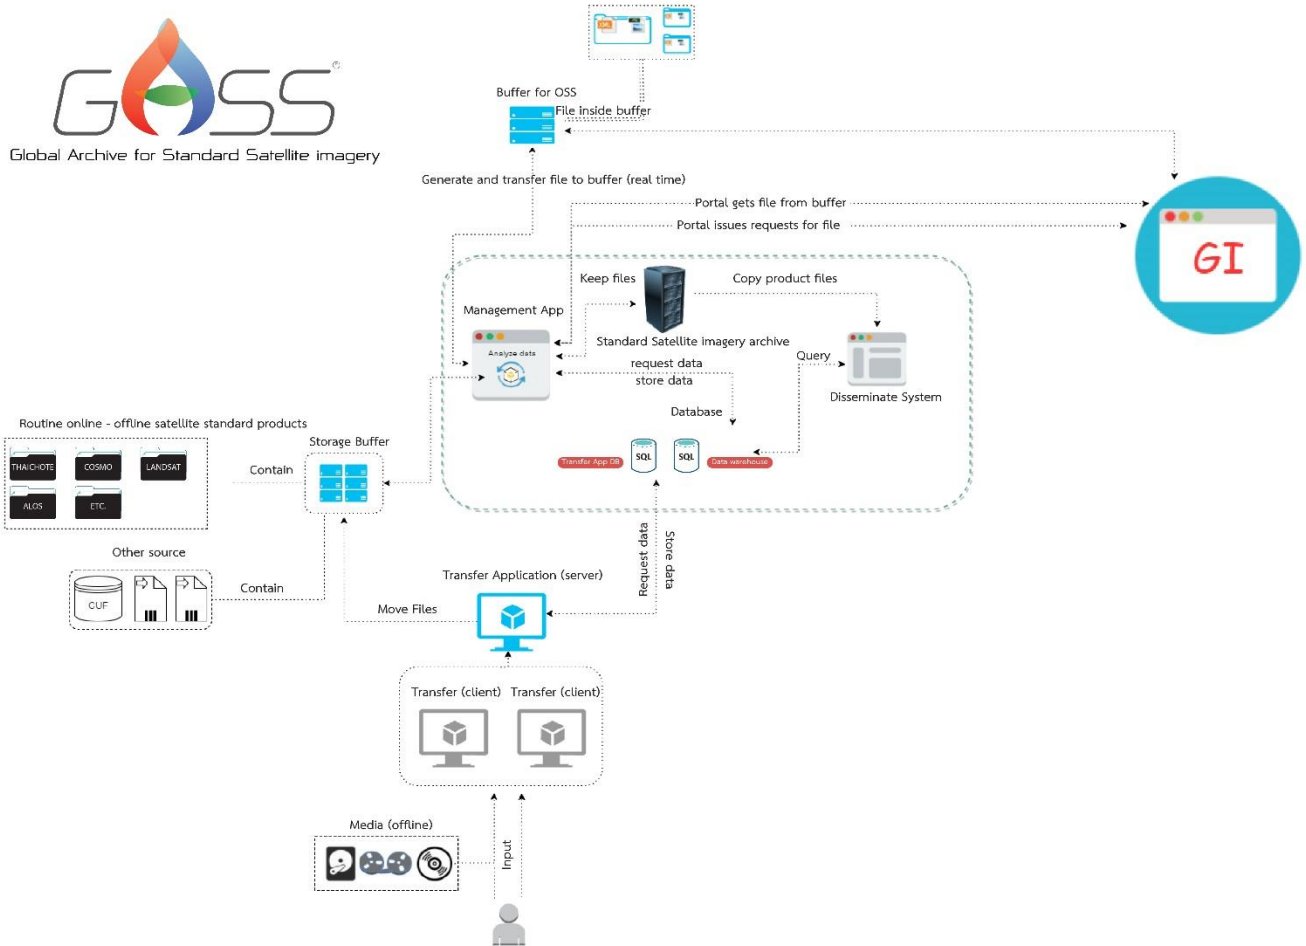 GASS
Global Archive for Standard Satellite imagery
Buffer for OSS
File inside buffer
Generate and transfer file to buffer (real time)
Portal gets file from buffer
Portal issues requests for file
GI
Keep files
Copy product files
Management App
Analyze data
Standard Satellite imagery archive
request data
store data
Query
Disseminate System
Database
Transfer App DB
SQL
SQL
Data warehouse
Routine online - offline satellite standard products
THAICHOTE
COSMO
LANDSAT
ALOS
ETC.
Contain
Storage Buffer
Other source
CUF
Contain
Request data
Store data
Transfer Application (server)
Move Files
Transfer (client)
Transfer (client)
Media (offline)
Input